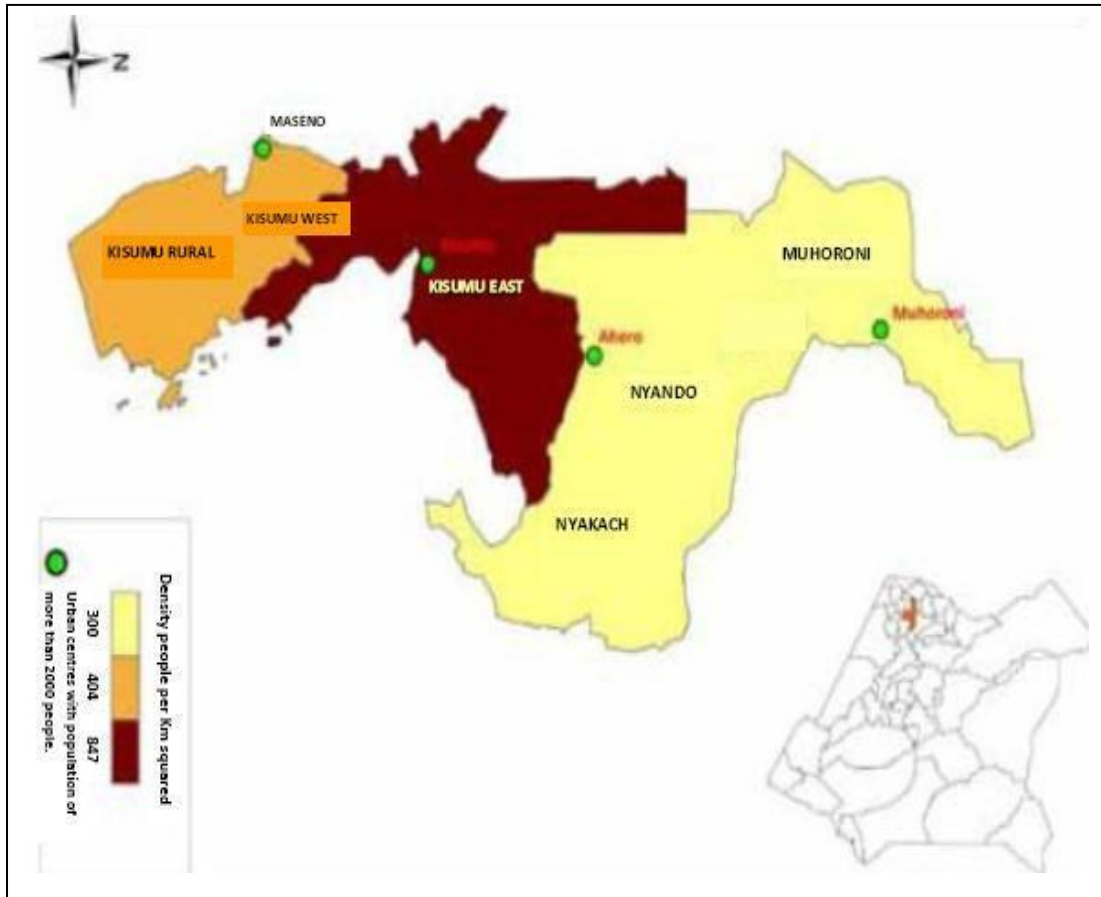 N
MASENO
KISUMU WEST
KISUMU RURAL
MUHORONI
KISUMU EAST
Muhoroni
Ahero
NYANDO
NYAKACH
Density people per Km squared
300 404 847
Urban centres with population of
more than 2000 people.